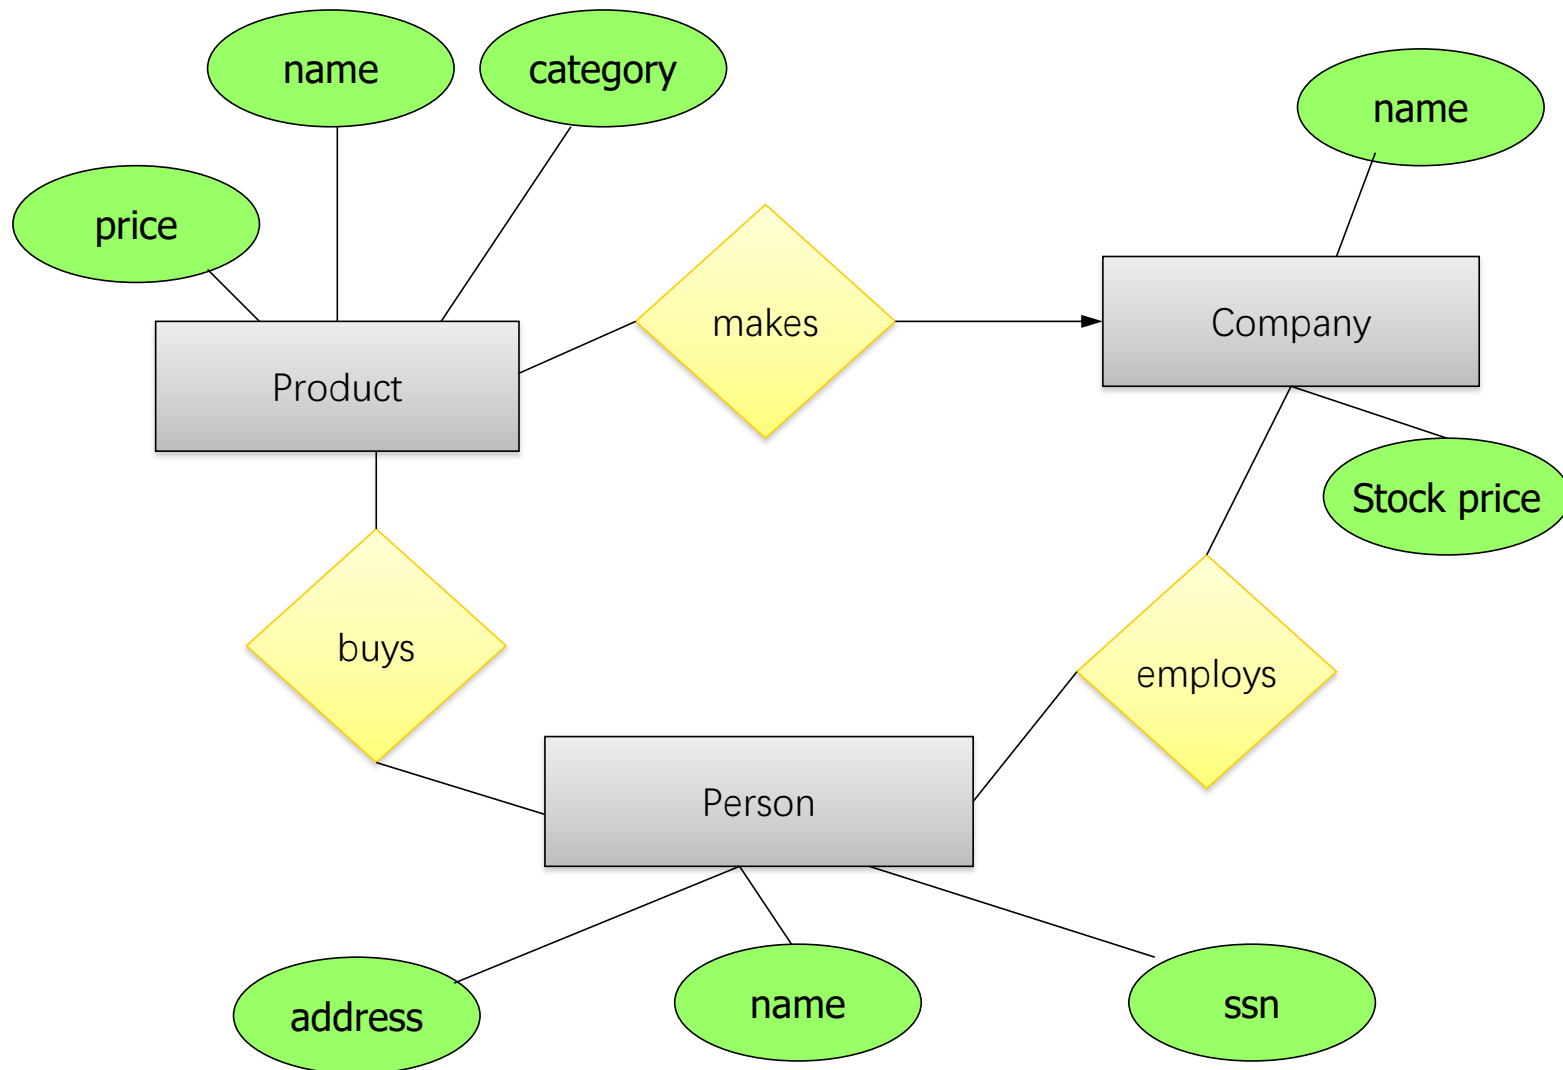 name
category
name
price
makes
Company
Product
Stock price
buys
employs
Person
address
name
ssn